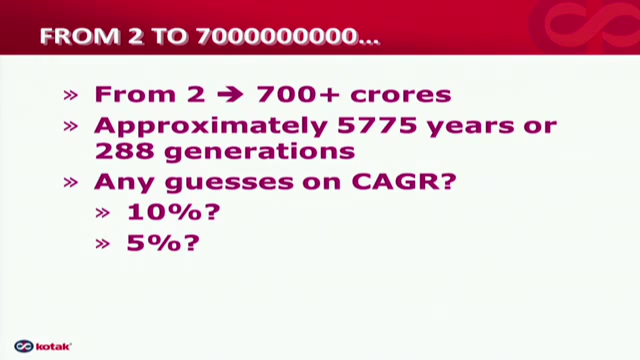 FROM 2 TO 7000000000...
» From 2 → 700+ crores
» Approximately 5775 years or
288 generations
» Any guesses on CAGR?
» 10%?
» 5%?
kotak